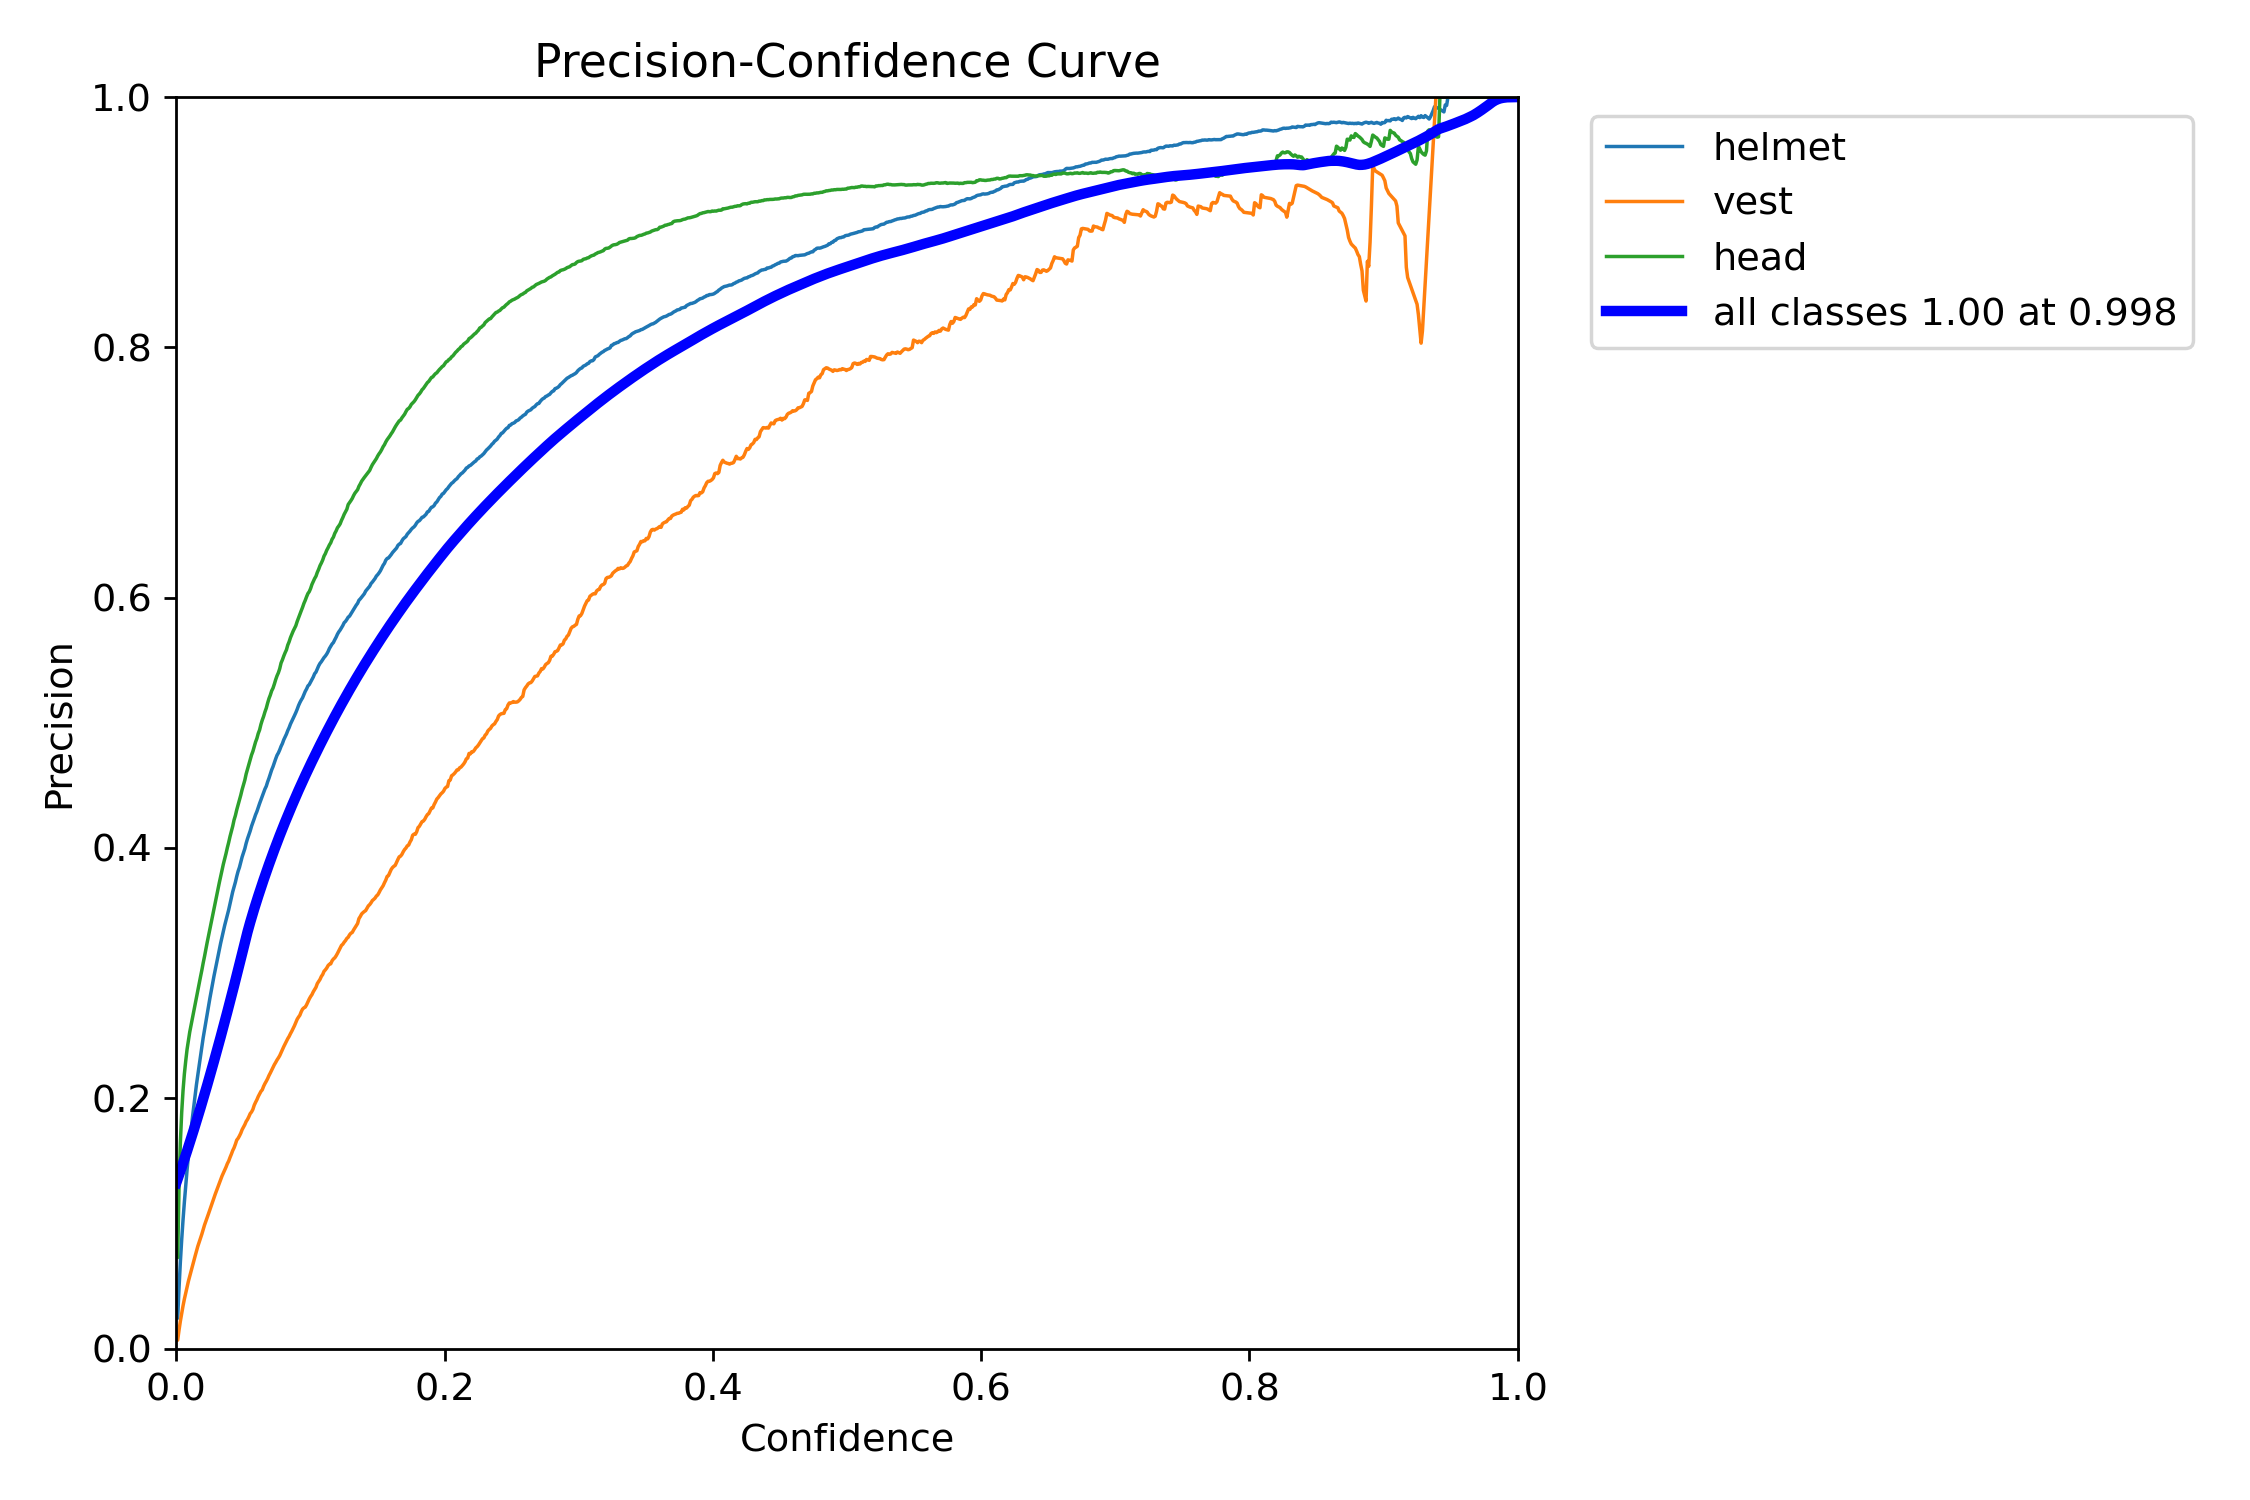 Precision-Confidence Curve
1.0
0.8
0.6
0.4
0.2
0.0
Precision
0.0 0.2 0.4 0.6 0.8 1.0
Confidence
helmet
vest
head
all classes 1.00 at 0.998